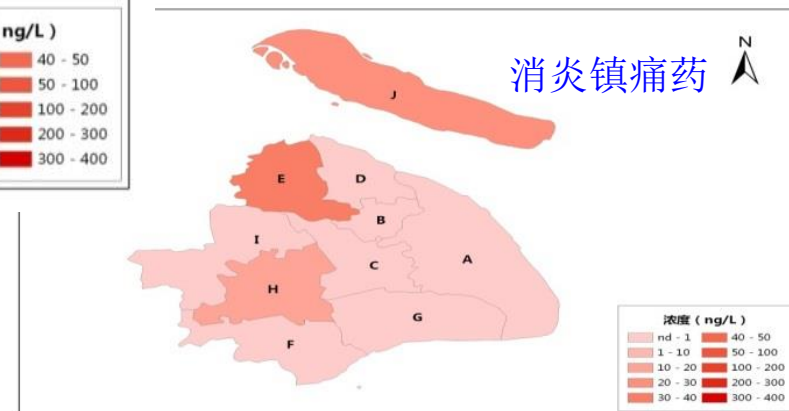 ng/L )
40 - 50
50 - 100
100 - 200
200 - 300
300 - 400
消炎镇痛药
N
J
E
D
B
I
A
C
H
G
F
浓度 ( ng/L )
nd - 1 40 - 50
1 - 10 50 - 100
10 - 20 100 - 200
20 - 30 200 - 300
30 - 40 300 - 400